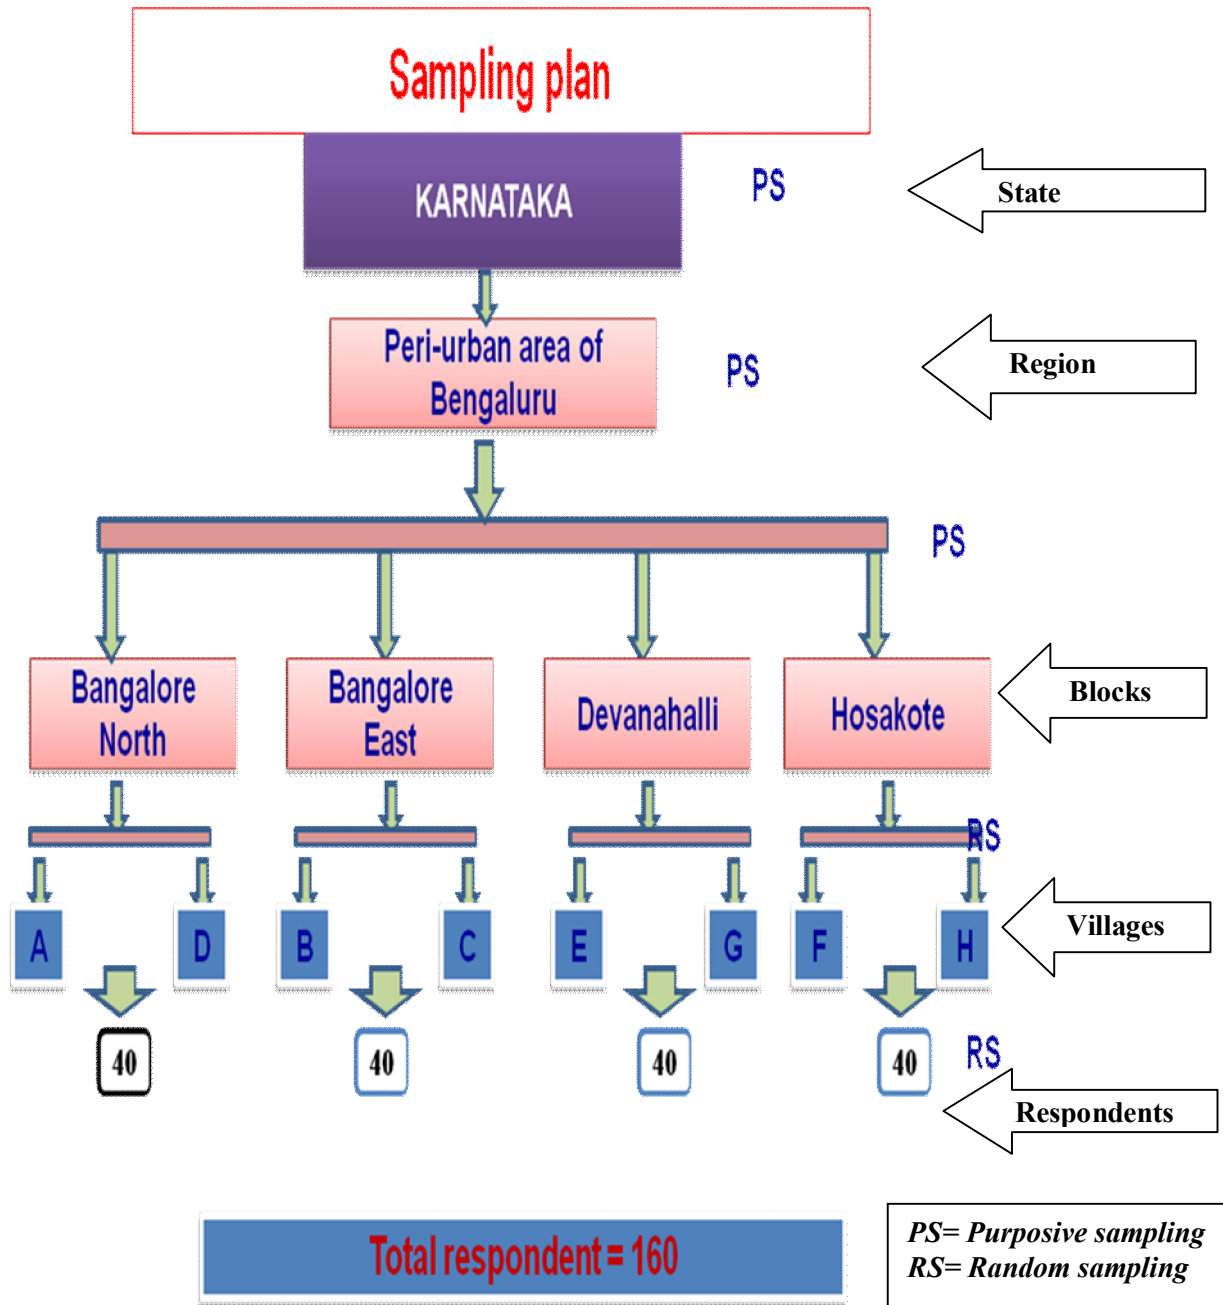 Sampling plan
KARNATAKA
PS
State
Peri-urban area of
Bengaluru
PS
Region
PS
Bangalore
North
Bangalore
East
Devanahalli
Hosakote
Blocks
RS
A
D
B
C
E
G
F
H
Villages
40
40
40
40
RS
Respondents
Total respondent = 160
PS= Purposive sampling
RS= Random sampling